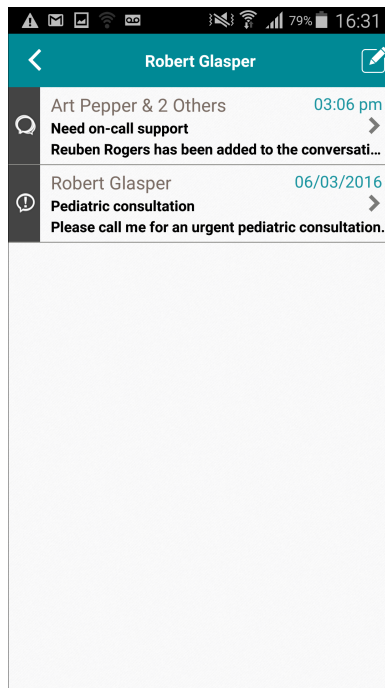 79% 16:31
Robert Glasper
Art Pepper & 2 Others 03:06 pm
Need on-call support
Reuben Rogers has been added to the conversati...
Robert Glasper 06/03/2016
Pediatric consultation
Please call me for an urgent pediatric consultation.